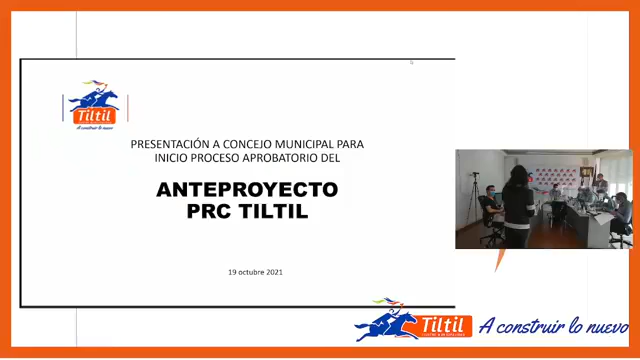 Tiltil
A construir lo nuevo
PRESENTACIÓN A CONCEJO MUNICIPAL PARA
INICIO PROCESO APROBATORIO DEL
ANTEPROYECTO
PRC TILTIL
19 octubre 2021
Tiltil
A construir lo nuevo